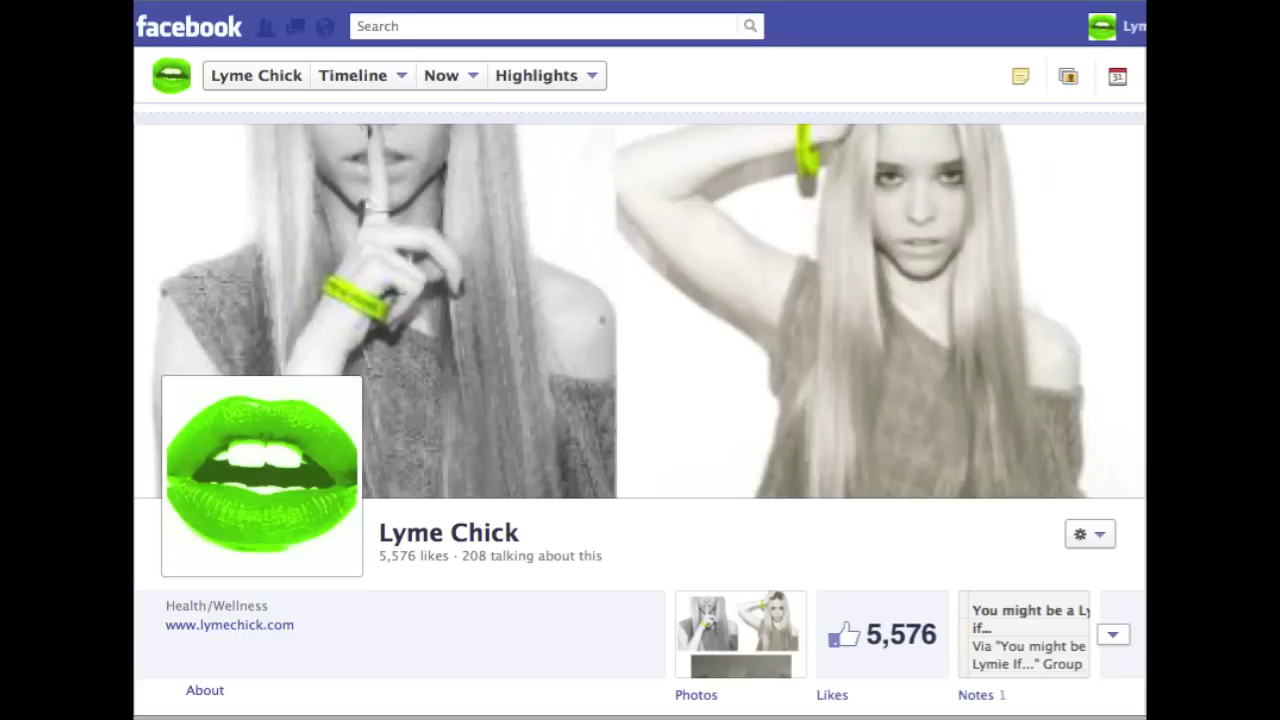 facebook
Search
Lym
Lyme Chick
Timeline
Now
Highlights
31
Lyme Chick
5,576 likes · 208 talking about this
Health/Wellness
www.lymechick.com
5,576
You might be a Ly
if...
Via "You might be
Lymie If..." Group
About
Photos
Likes
Notes 1